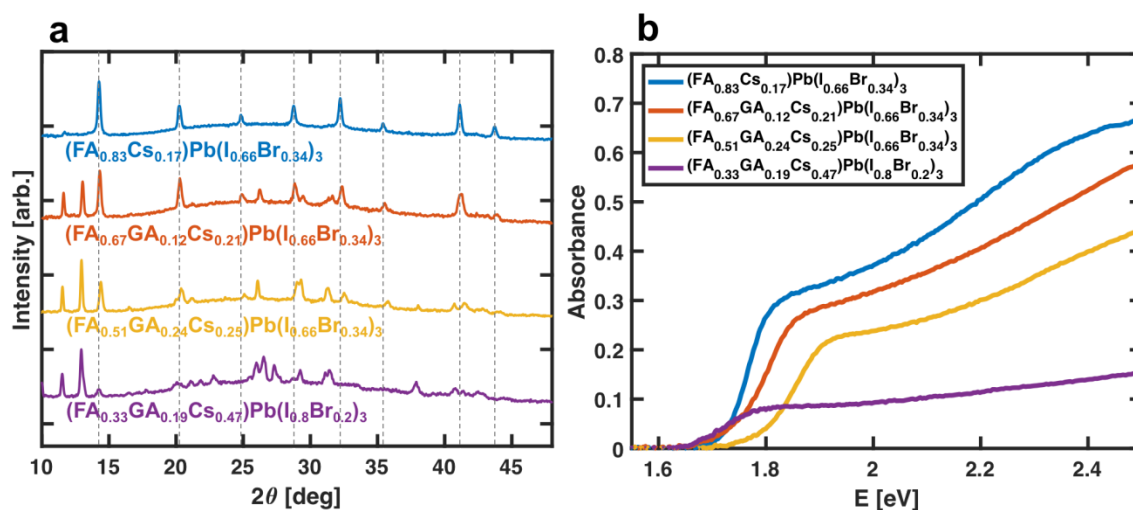 a
Intensity [arb.]
(FA0.83Cs0.17)Pb(I0.66Br0.34)3
(FA0.67GA0.12Cs0.21)Pb(I0.66Br0.34)3
(FA0.51GA0.24Cs0.25)Pb(I0.66Br0.34)3
(FA0.33GA0.19Cs0.47)Pb(I0.8Br0.2)3
10 15 20 25 30 35 40 45
2θ [deg]
b
Absorbance
0.8
0.7
0.6
0.5
0.4
0.3
0.2
0.1
0
(FA0.83Cs0.17)Pb(I0.66Br0.34)3
(FA0.67GA0.12Cs0.21)Pb(I0.66Br0.34)3
(FA0.51GA0.24Cs0.25)Pb(I0.66Br0.34)3
(FA0.33GA0.19Cs0.47)Pb(I0.8Br0.2)3
1.6 1.8 2 2.2 2.4
E [eV]